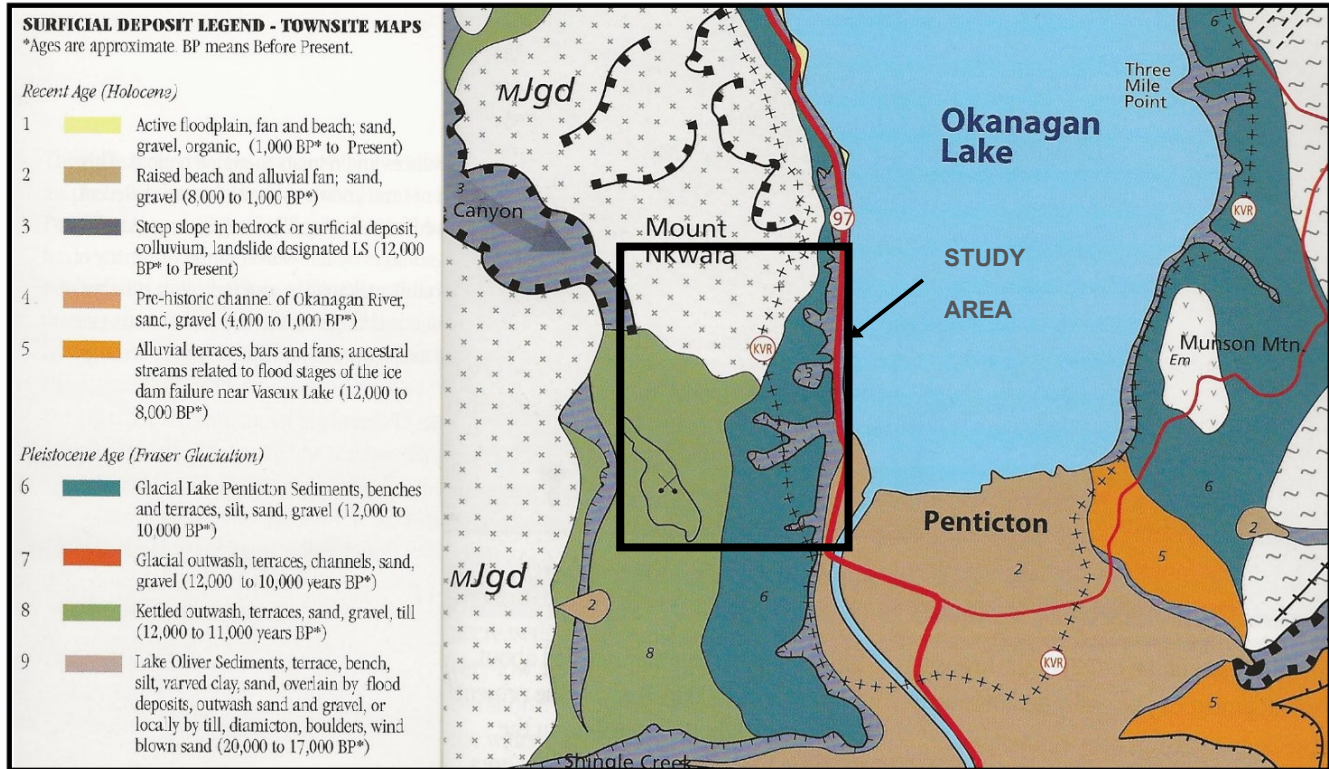 SURFICIAL DEPOSIT LEGEND - TOWNSITE MAPS
*Ages are approximate. BP means Before Present.
Recent Age (Holocene)
1 Active floodplain, fan and beach; sand,
gravel, organic, (1,000 BP* to Present)
2 Raised beach and alluvial fan; sand,
gravel (8,000 to 1,000 BP*)
3 Steep slope in bedrock or surficial deposit,
colluvium, landslide designated LS (12,000
BP* to Present)
4 Pre-historic channel of Okanagan River,
sand, gravel (4,000 to 1,000 BP*)
5 Alluvial terraces, bars and fans; ancestral
streams related to flood stages of the ice
dam failure near Vaseux Lake (12,000 to
8,000 BP*)
Pleistocene Age (Fraser Glaciation)
6 Glacial Lake Penticton Sediments, benches
and terraces, silt, sand, gravel (12,000 to
10,000 BP*)
7 Glacial outwash, terraces, channels, sand,
gravel (12,000 to 10,000 years BP*)
8 Kettled outwash, terraces, sand, gravel, till
(12,000 to 11,000 years BP*)
9 Lake Oliver Sediments, terrace, bench,
silt, varved clay, sand, overlain by flood
deposits, outwash sand and gravel, or
locally by till, diamicton, boulders, wind
blown sand (20,000 to 17,000 BP*)
6
6
MJgd
Three
Mile
Point
Okanagan
Lake
3
Canyon
KVR
97
Mount
Nkwala
STUDY
AREA
KVR
Munson Mtn.
Em
3
6
Penticton
2
2
5
MJgd
2
6
8
KVR
5
Shingle Creek